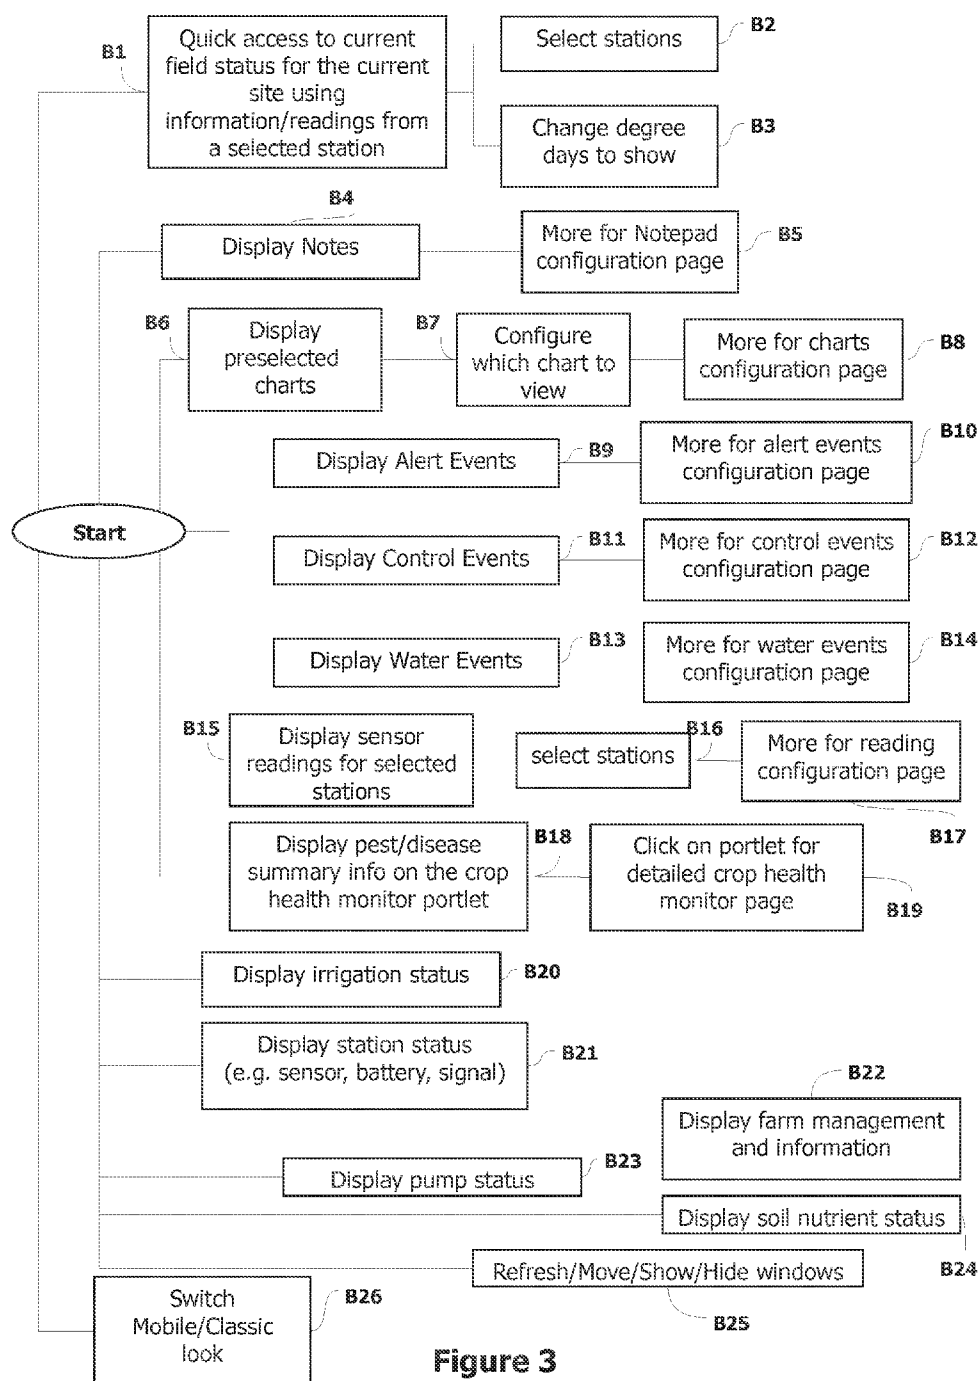 B1
Quick access to current
field status for the current
site using
information/readings from
a selected station
Select stations
B2
Change degree
days to show
B3
B4
Display Notes
More for Notepad
configuration page
B5
B6
Display
preselected
charts
B7
Configure
which chart to
view
More for charts
configuration page
B8
Display Alert Events
B9
More for alert events
configuration page
B10
Start
Display Control Events
B11
More for control events
configuration page
B12
Display Water Events
B13
More for water events
configuration page
B14
B15
Display sensor
readings for selected
stations
select stations
B16
More for reading
configuration page
B17
Display pest/disease
summary info on the crop
health monitor portlet
B18
Click on portlet for
detailed crop health
monitor page
B19
Display irrigation status
B20
Display station status
(e.g. sensor, battery, signal)
B21
B22
Display farm management
and information
Display pump status
B23
Display soil nutrient status
B24
Refresh/Move/Show/Hide windows
B25
Switch
Mobile/Classic
look
B26
Figure 3